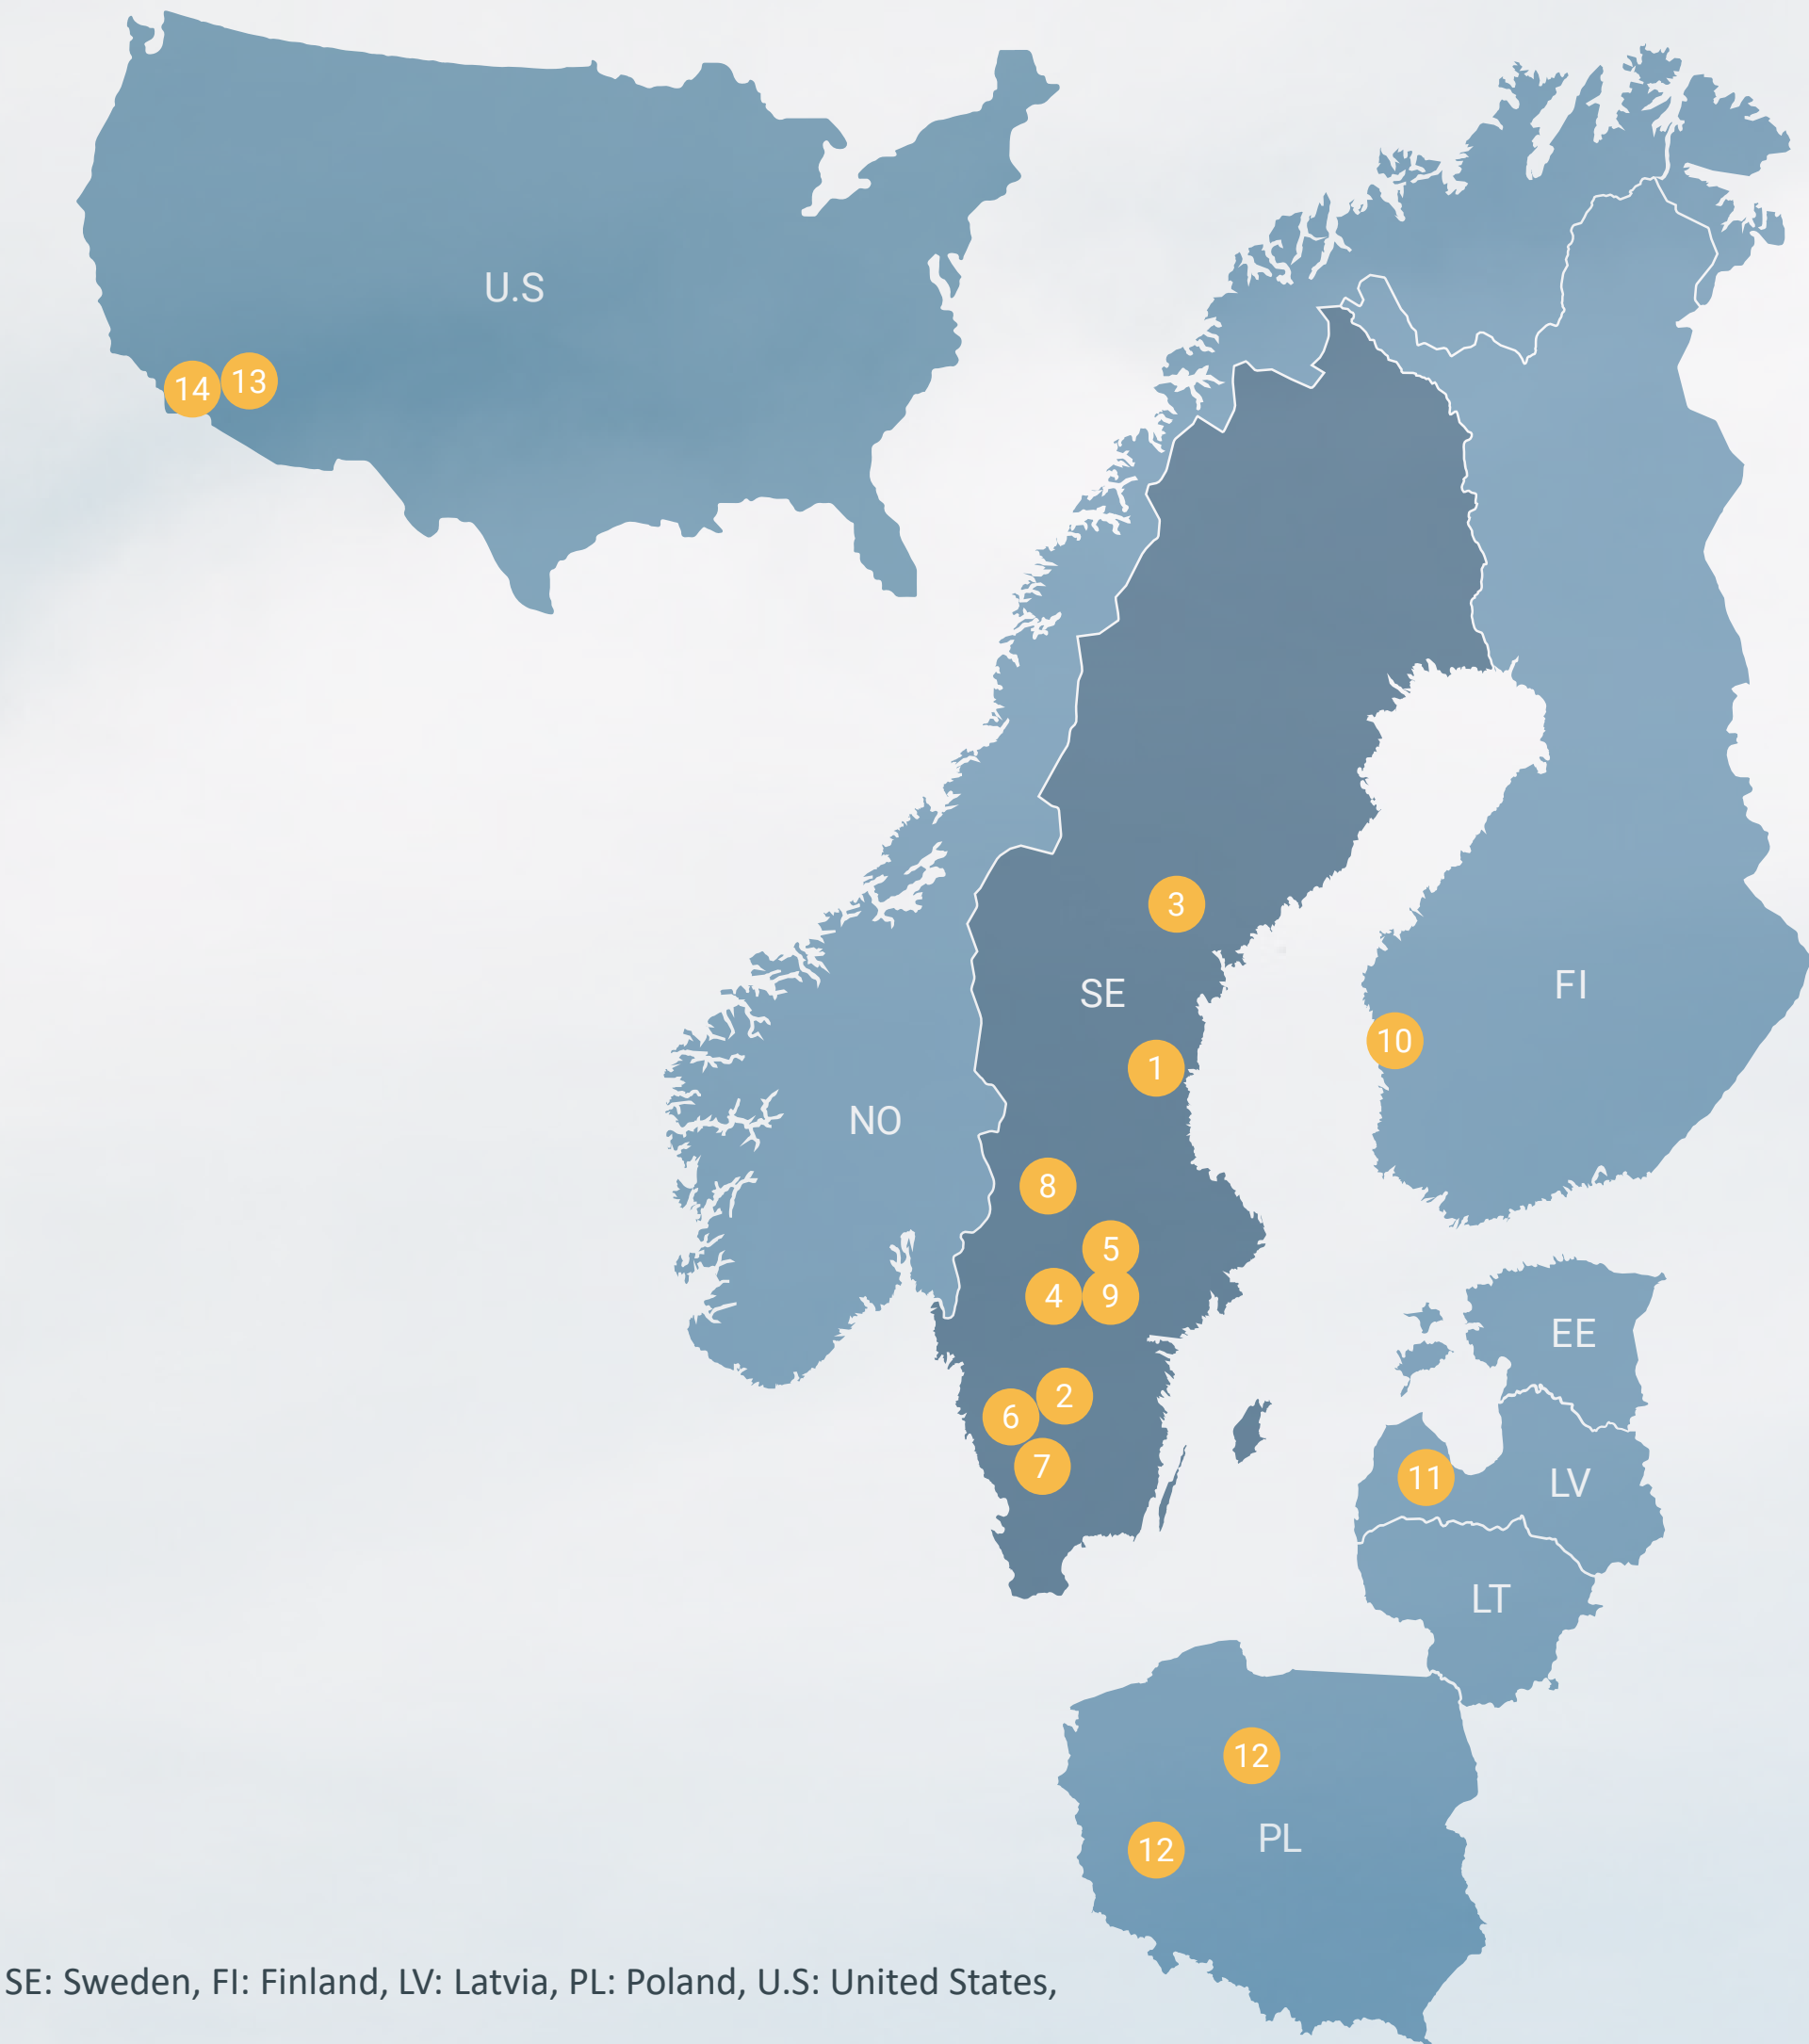 U.S
14
13
3
SE
FI
10
1
NO
8
5
4
9
EE
2
6
7
11
LV
LT
12
PL
12
SE: Sweden, FI: Finland, LV: Latvia, PL: Poland, U.S: United States,